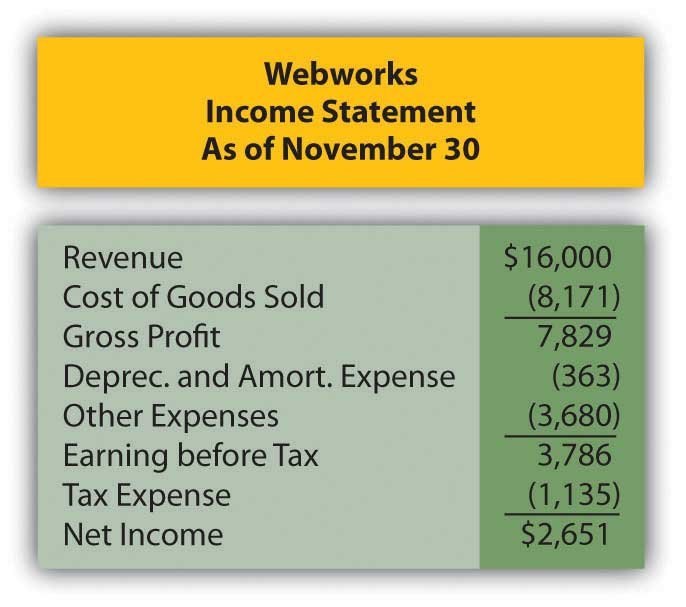 Webworks
Income Statement
As of November 30
Revenue $16,000
Cost of Goods Sold (8,171)
Gross Profit 7,829
Deprec. and Amort. Expense (363)
Other Expenses (3,680)
Earning before Tax 3,786
Tax Expense (1,135)
Net Income $2,651